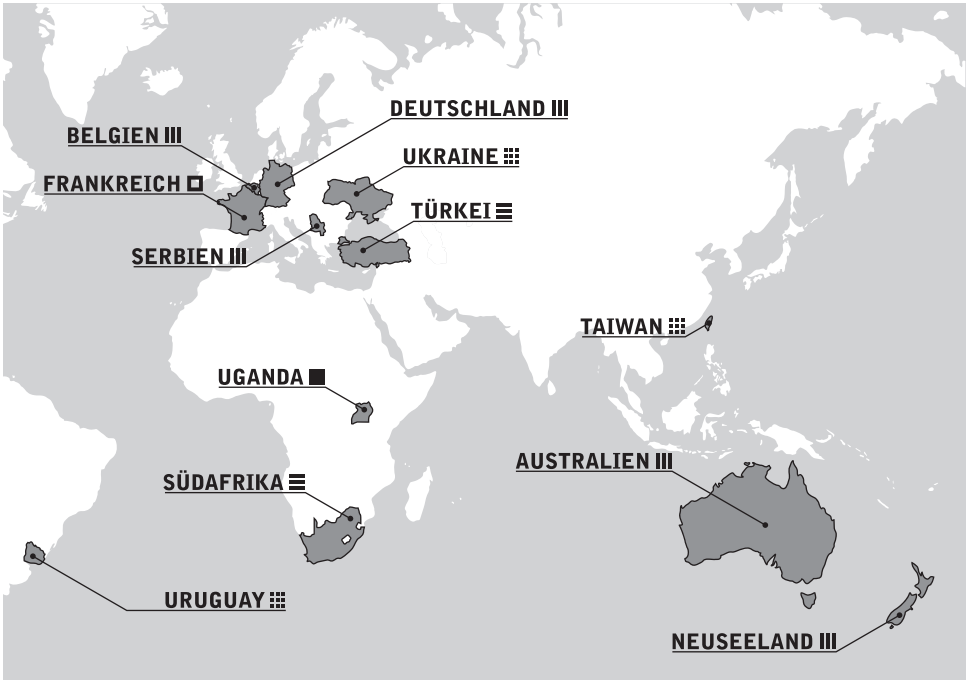 DEUTSCHLAND
BELGIEN
UKRAINE
FRANKREICH
TÜRKEI
SERBIEN
TAIWAN
UGANDA
AUSTRALIEN
SÜDAFRIKA
URUGUAY
NEUSEELAND